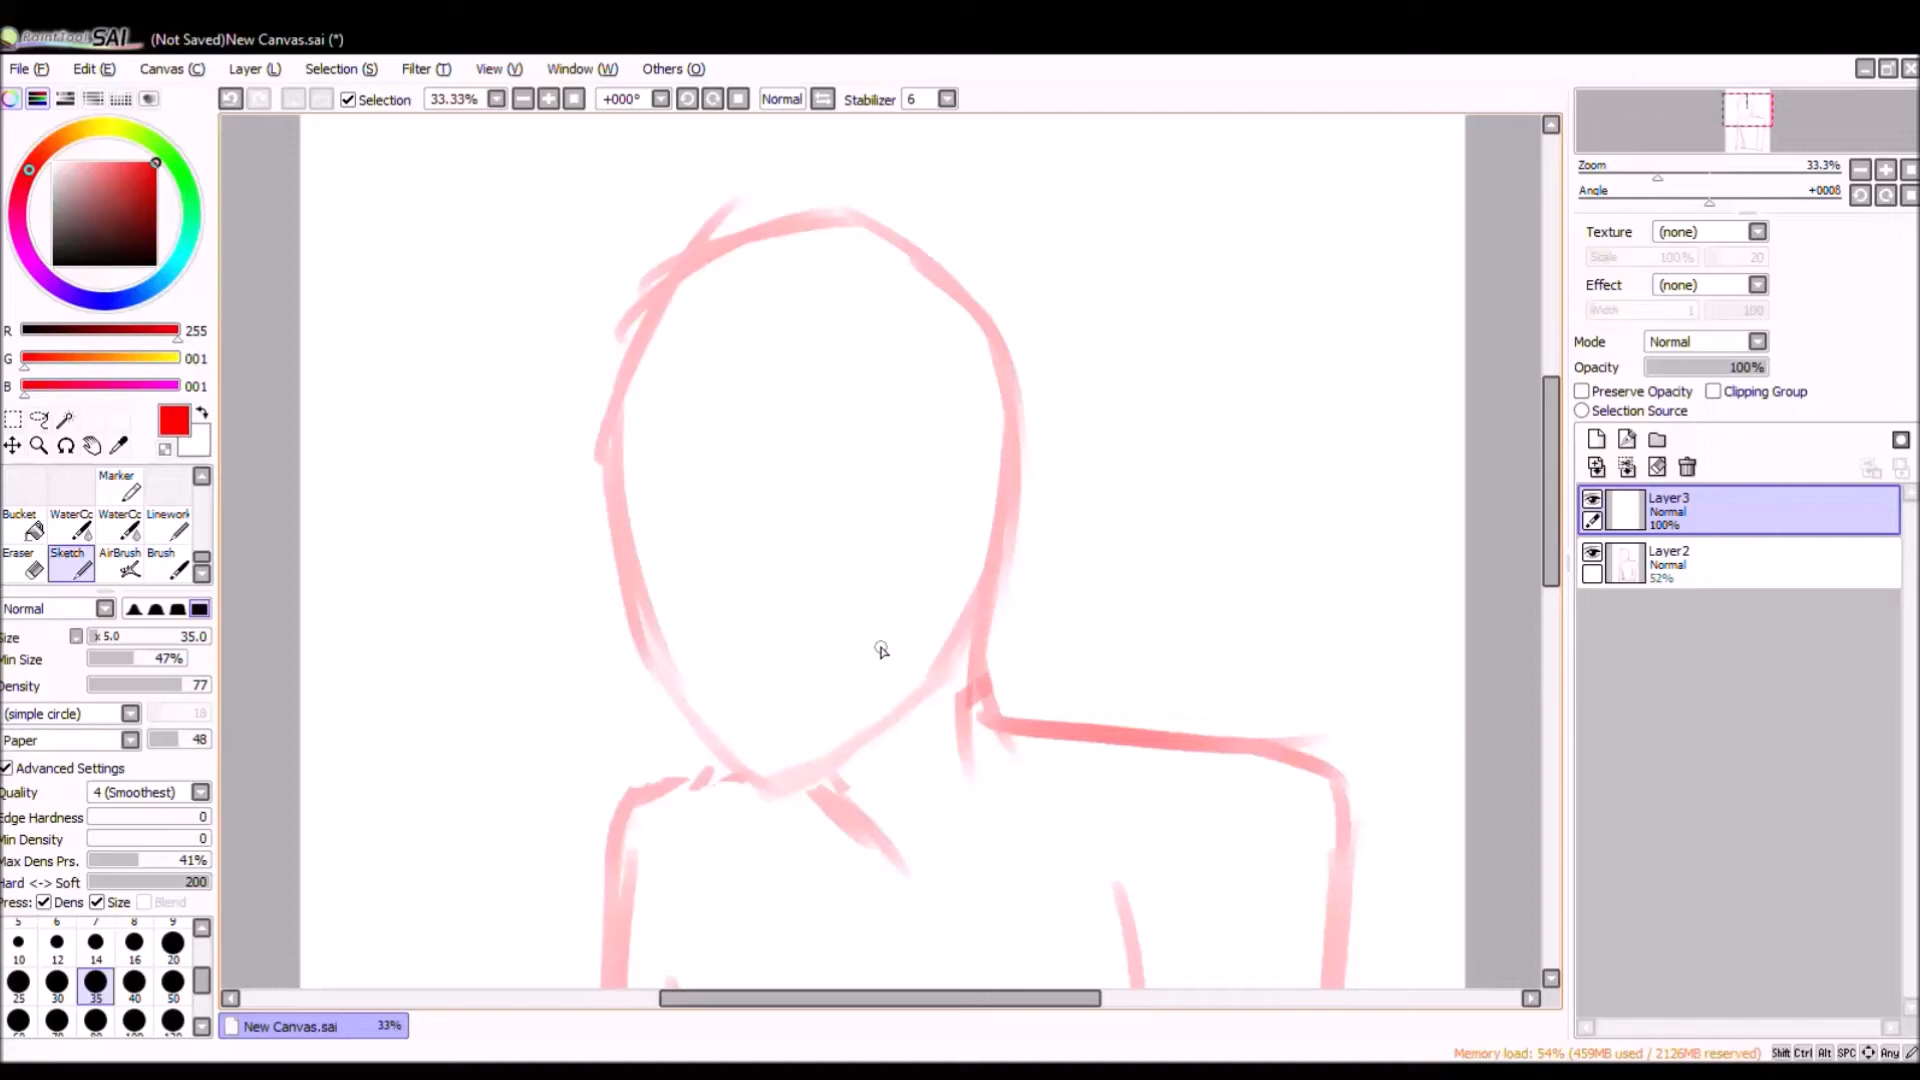 PaintTool SAI (Not Saved)New Canvas.sai (*)
File (F) Edit (E) Canvas (C) Layer (L) Selection (S) Filter (T) View (V) Window (W) Others (O)
Selection 33.33% +000° Normal Stabilizer 6
Zoom 33.3%
Angle +0008
Texture (none)
Scale 100% 20
Effect (none)
Width 1 100
Mode Normal
Opacity 100%
Preserve Opacity Clipping Group
Selection Source
Layer3
Normal
100%
Layer2
Normal
52%
R 255
G 001
B 001
Marker
Bucket WaterCc WaterCc Linework
Eraser Sketch AirBrush Brush
Normal
Size x 5.0 35.0
Min Size 47%
Density 77
(simple circle) 18
Paper 48
Advanced Settings
Quality 4 (Smoothest)
Edge Hardness 0
Min Density 0
Max Dens Prs. 41%
Hard <-> Soft 200
Press: Dens Size Blend
5 6 7 8 9
10 12 14 16 20
25 30 35 40 50
New Canvas.sai 33%
Memory load: 54% (459MB used / 2126MB reserved) Shift Ctrl Alt SPC Any